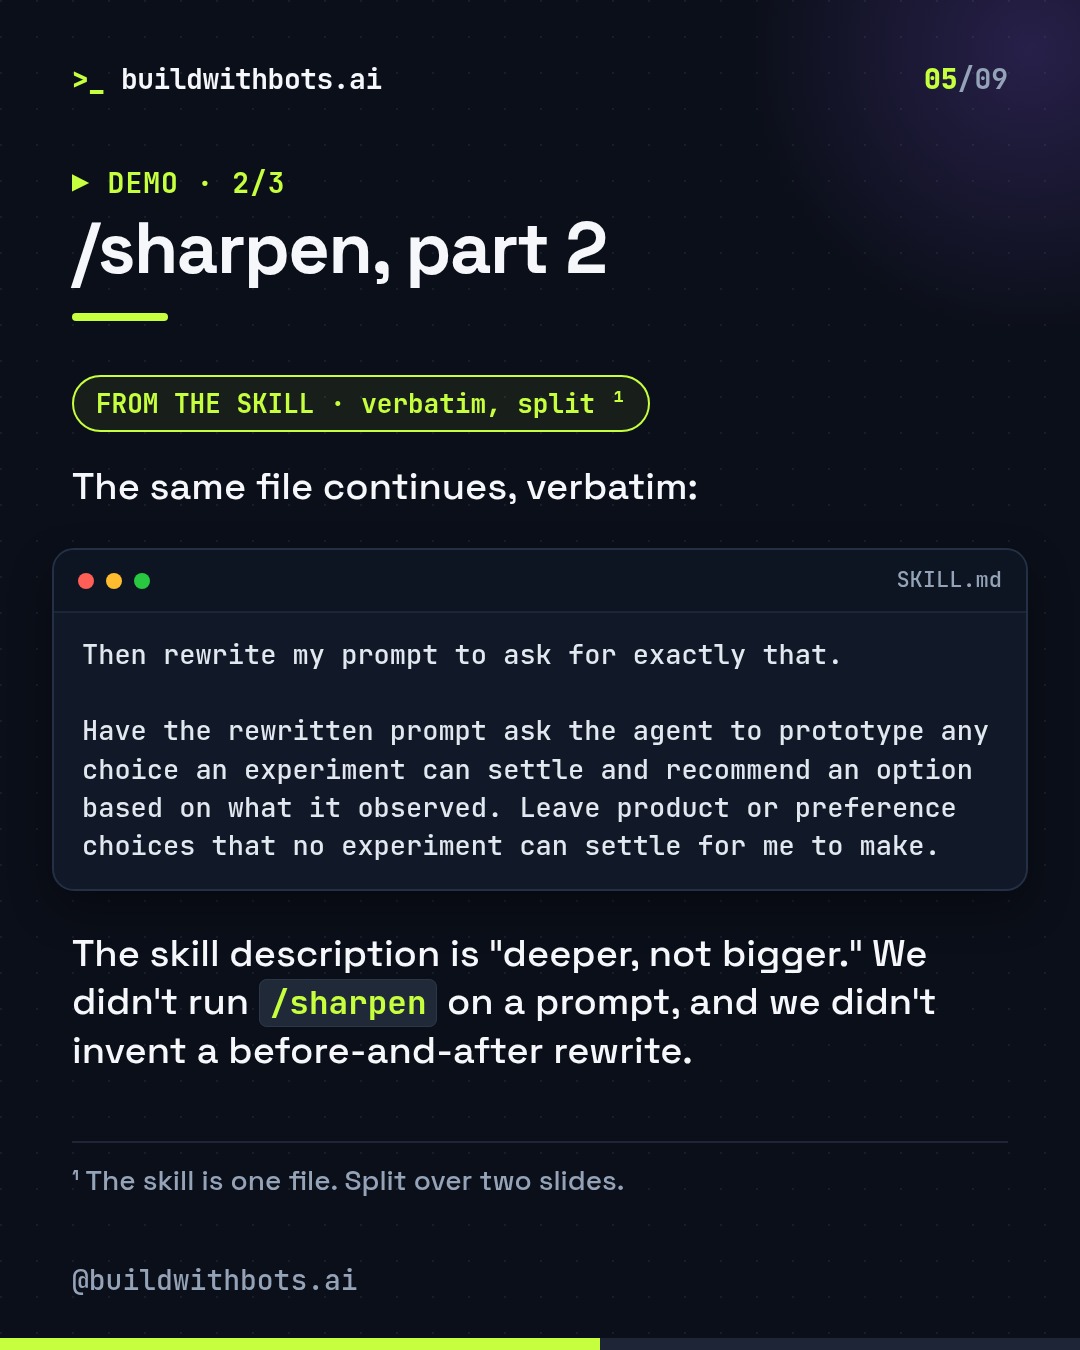 >_ buildwithbots.ai
05/09
▶ DEMO · 2/3
/sharpen, part 2
FROM THE SKILL · verbatim, split ¹
The same file continues, verbatim:
SKILL.md
Then rewrite my prompt to ask for exactly that.
Have the rewritten prompt ask the agent to prototype any
choice an experiment can settle and recommend an option
based on what it observed. Leave product or preference
choices that no experiment can settle for me to make.
The skill description is "deeper, not bigger." We
didn't run /sharpen on a prompt, and we didn't
invent a before-and-after rewrite.
¹ The skill is one file. Split over two slides.
@buildwithbots.ai